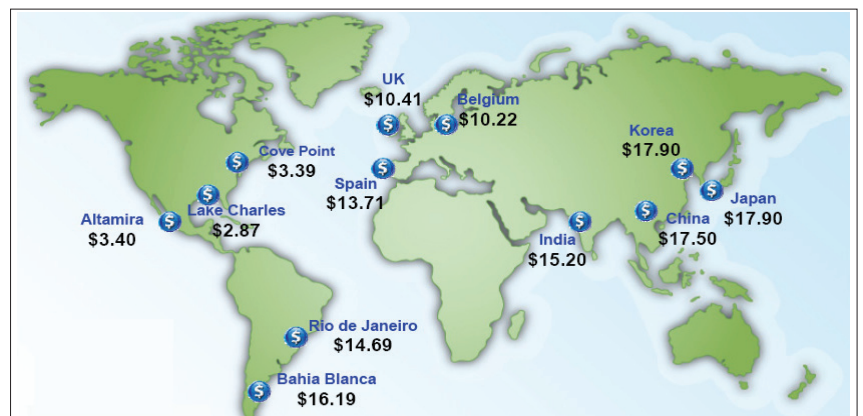 UK
$10.41
Belgium
$10.22
Korea
$17.90
Cove Point
$3.39
Spain
$13.71
Japan
$17.90
Altamira
$3.40
Lake Charles
$2.87
China
$17.50
India
$15.20
Rio de Janeiro
$14.69
Bahia Blanca
$16.19